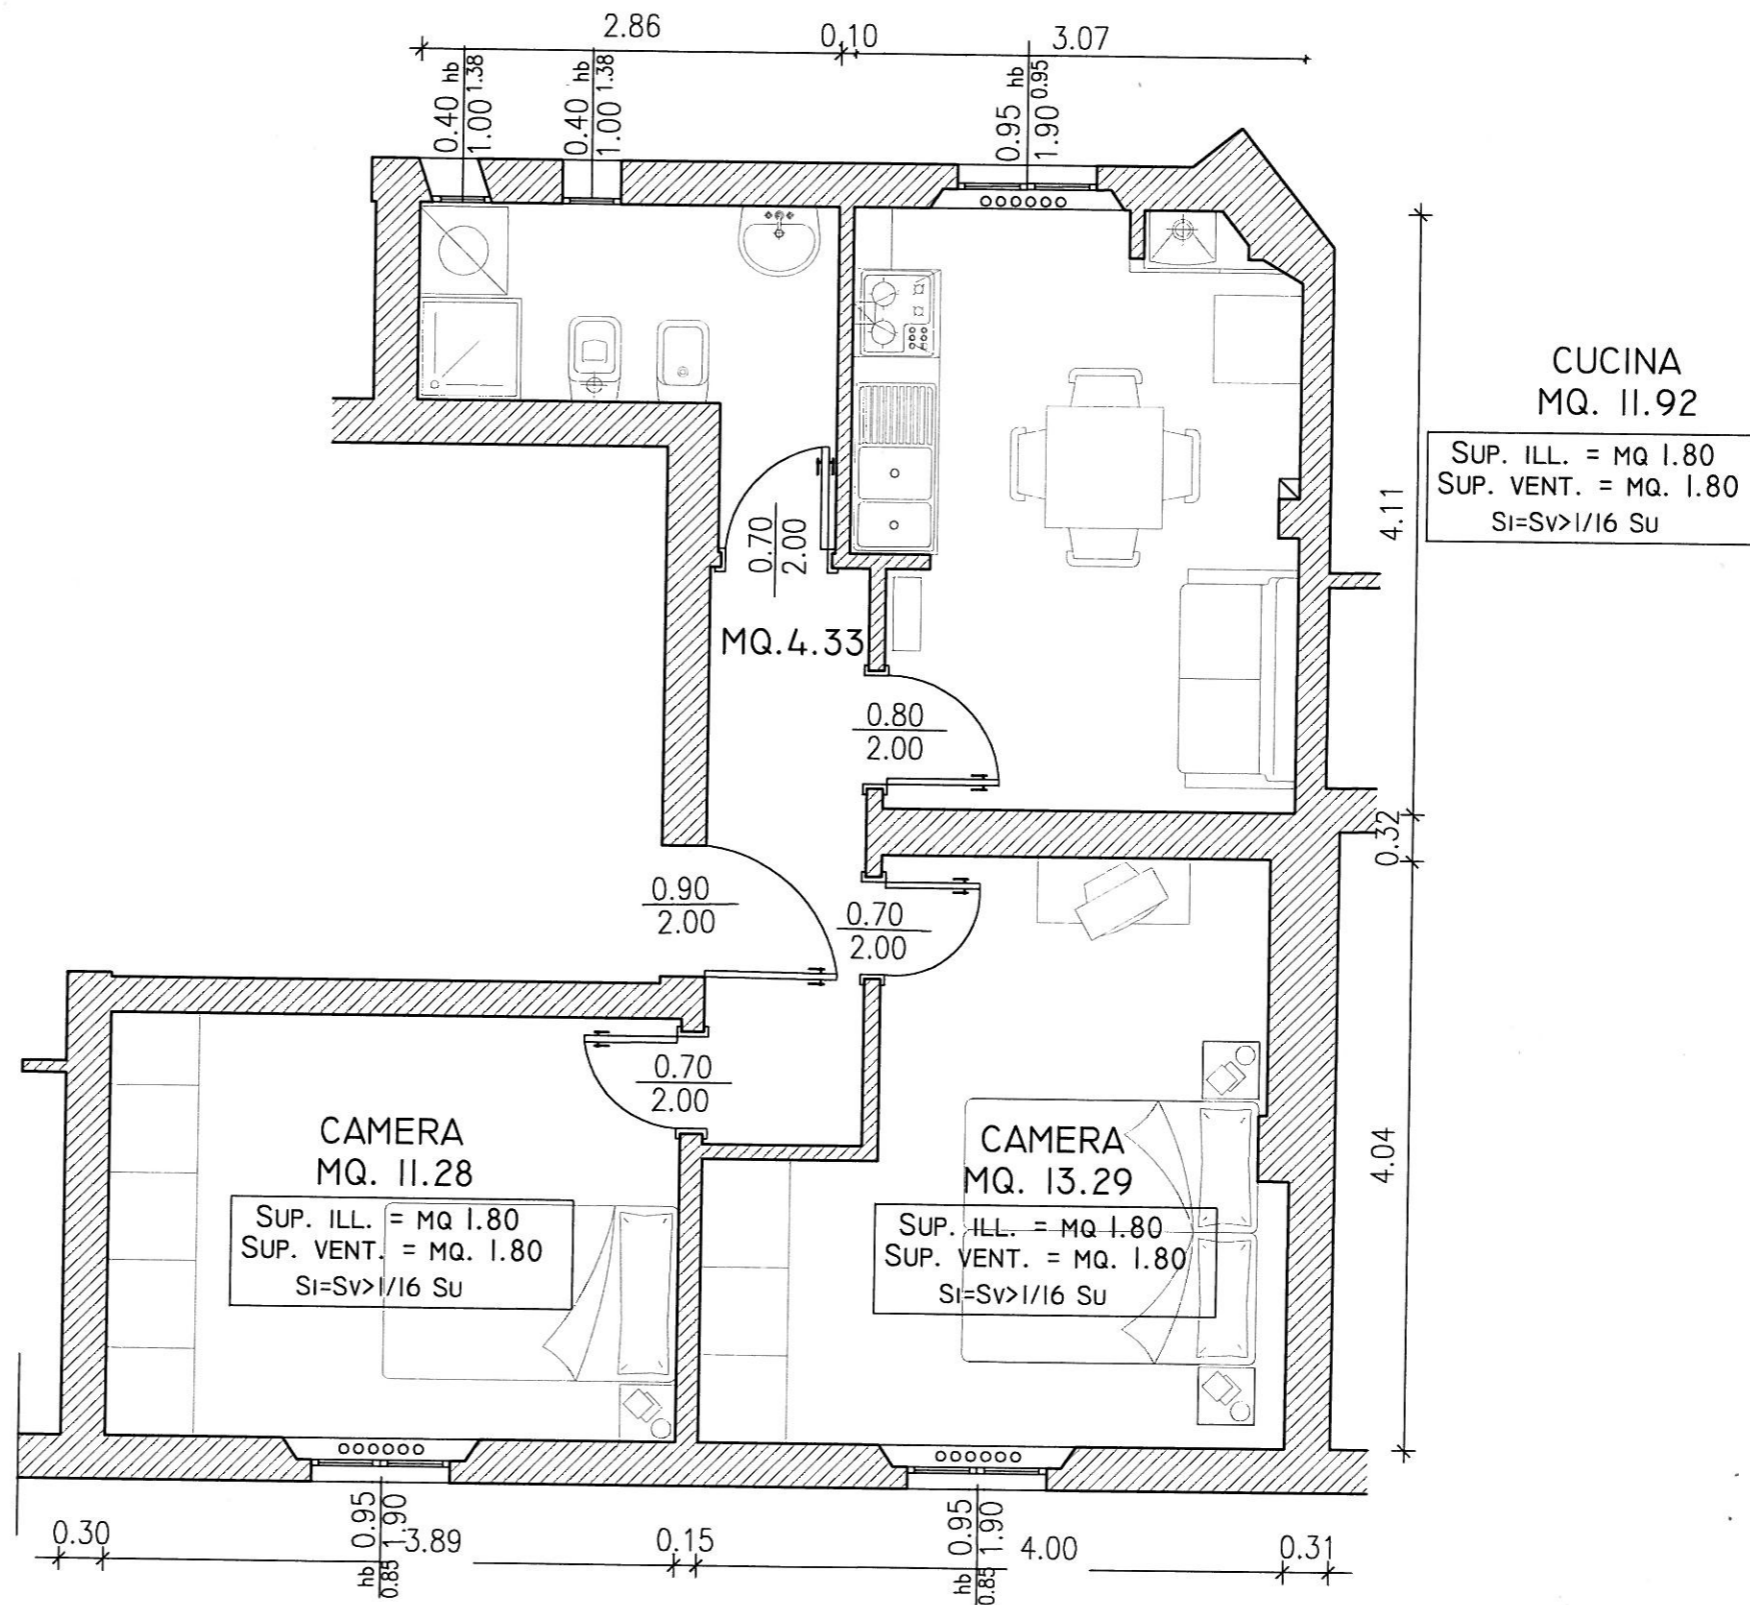 2.86
0.10
3.07
0.40 hb
1.00 1.38
0.40 hb
1.00 1.38
0.95 hb
1.90 0.95
CUCINA
MQ. 11.92
SUP. ILL. = MQ 1.80
SUP. VENT. = MQ. 1.80
SI=SV>1/16 SU
4.11
0.70
2.00
MQ.4.33
0.80
2.00
0.32
0.90
2.00
0.70
2.00
0.70
2.00
CAMERA
MQ. 11.28
SUP. ILL. = MQ 1.80
SUP. VENT. = MQ. 1.80
SI=SV>1/16 SU
CAMERA
MQ. 13.29
SUP. ILL. = MQ 1.80
SUP. VENT. = MQ. 1.80
SI=SV>1/16 SU
4.04
0.30
hb 0.95
0.85 1.90
3.89
0.15
hb 0.95
0.85 1.90
4.00
0.31